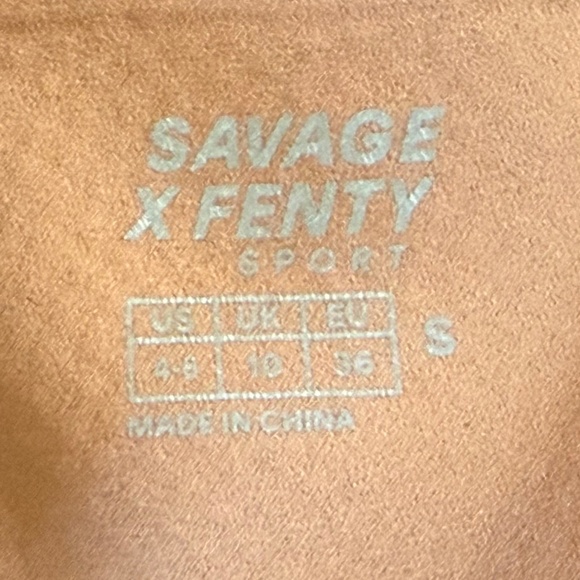 SAVAGE
X FENTY
SPORT
US UK EU S
4-6 10 36
MADE IN CHINA